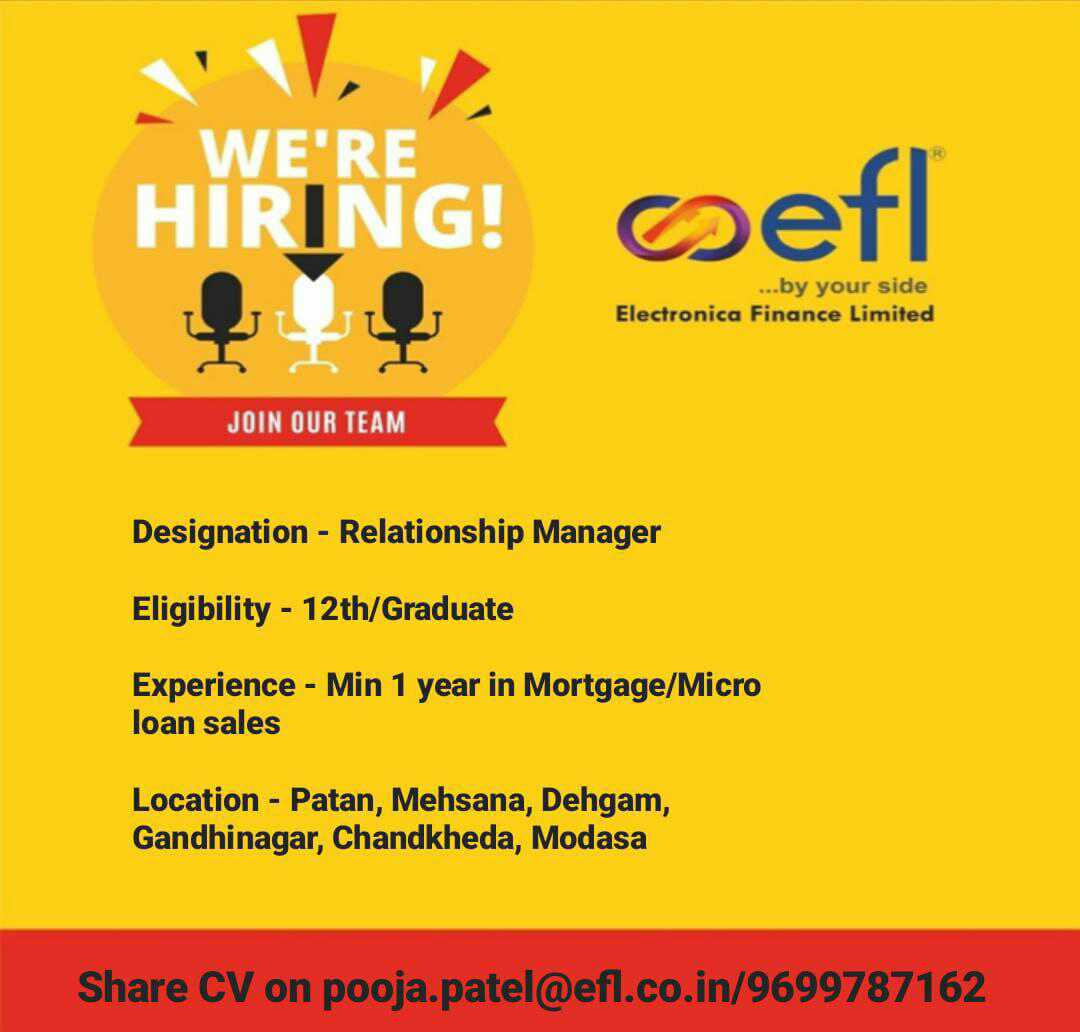 WE'RE
HIRING!
JOIN OUR TEAM
efl®
...by your side
Electronica Finance Limited
Designation - Relationship Manager
Eligibility - 12th/Graduate
Experience - Min 1 year in Mortgage/Micro
loan sales
Location - Patan, Mehsana, Dehgam,
Gandhinagar, Chandkheda, Modasa
Share CV on pooja.patel@efl.co.in/9699787162